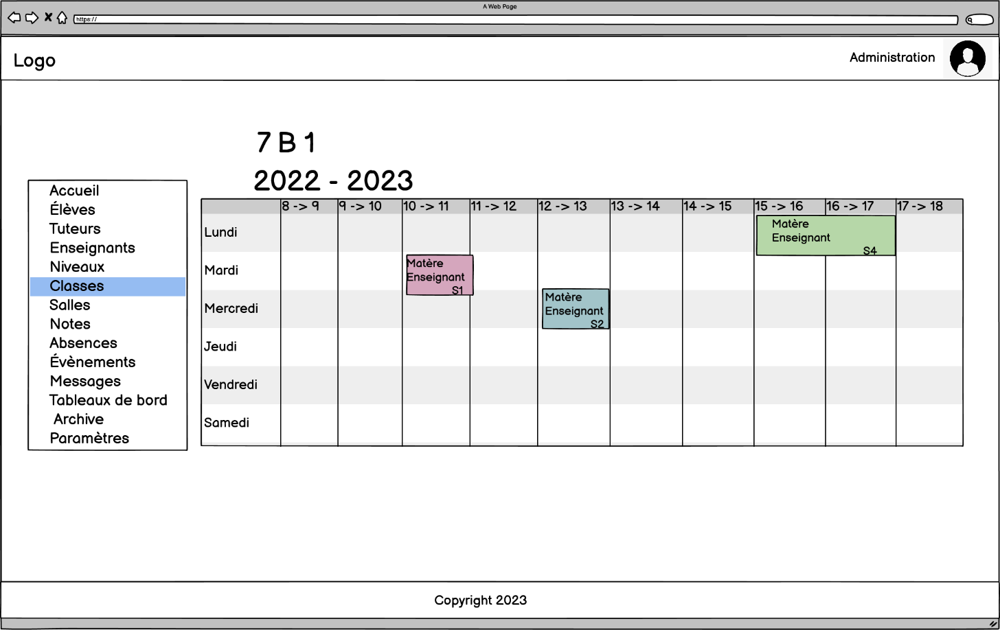 A Web Page
https://
Logo
Administration
7 B 1
2022 - 2023
Accueil
Élèves
Tuteurs
Enseignants
Niveaux
Classes
Salles
Notes
Absences
Évènements
Messages
Tableaux de bord
Archive
Paramètres
8 -> 9 9 -> 10 10 -> 11 11 -> 12 12 -> 13 13 -> 14 14 -> 15 15 -> 16 16 -> 17 17 -> 18
Lundi
Matère
Enseignant
S4
Mardi
Matère
Enseignant
S1
Mercredi
Matère
Enseignant
S2
Jeudi
Vendredi
Samedi
Copyright 2023